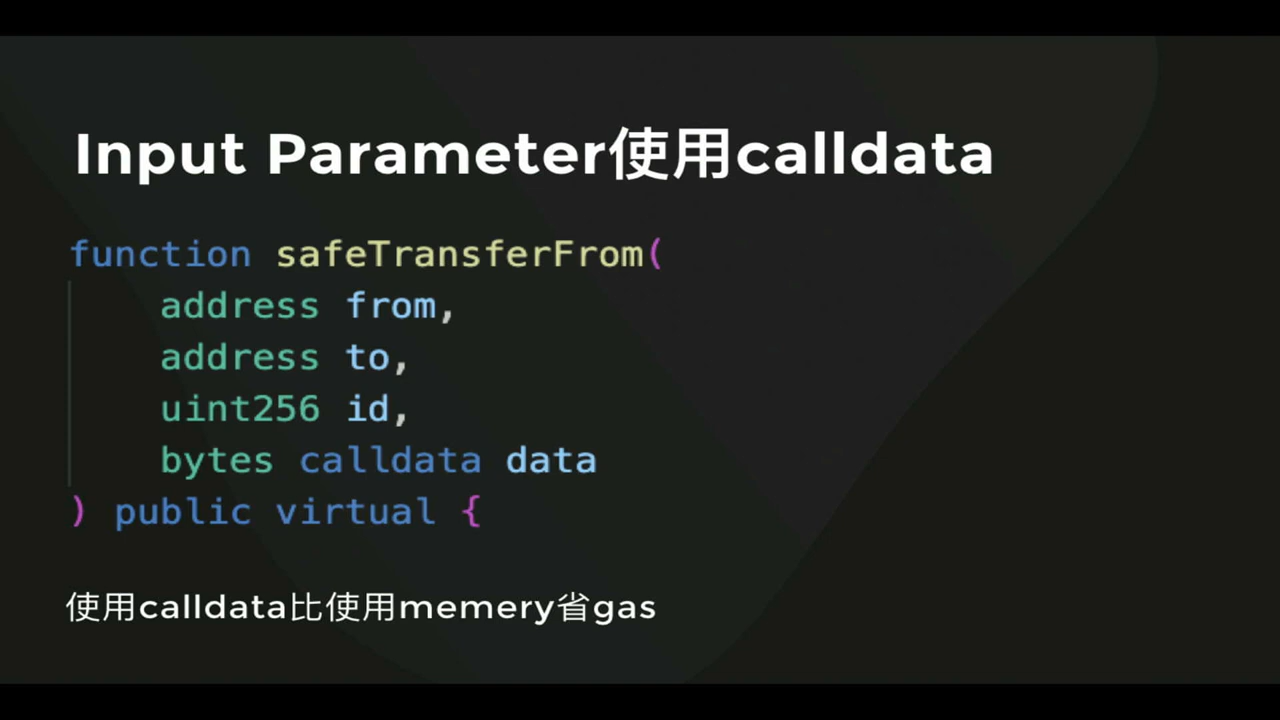 Input Parameter使用calldata
function safeTransferFrom(
    address from,
    address to,
    uint256 id,
    bytes calldata data
) public virtual {
使用calldata比使用memery省gas